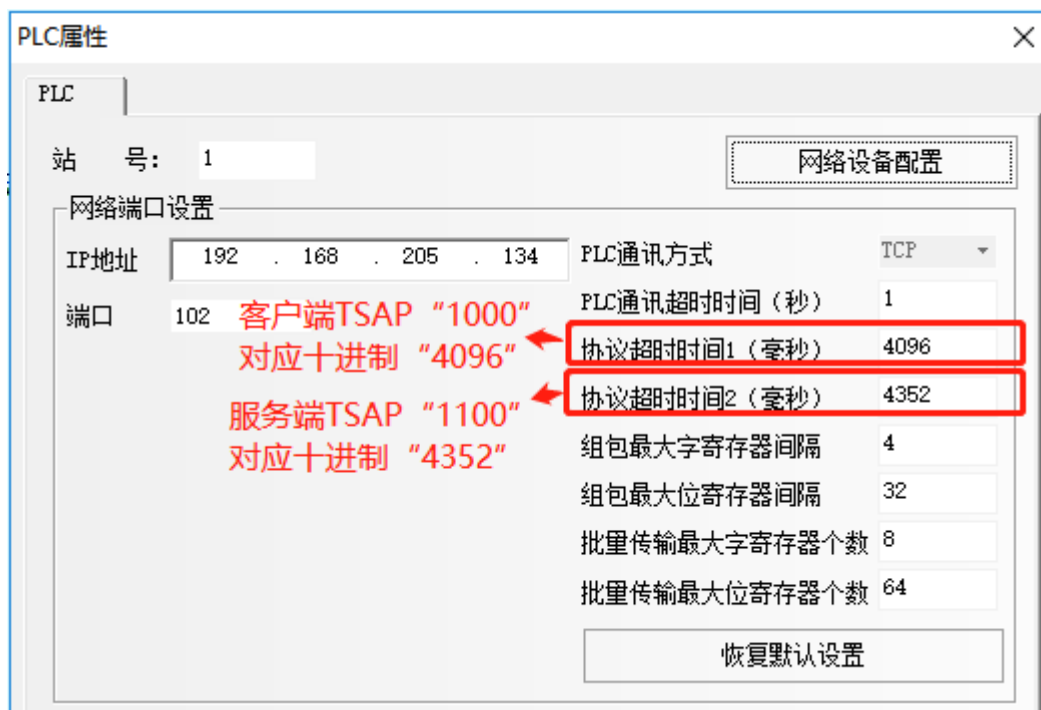 PLC属性
PLC
站 号: 1
网络设备配置
网络端口设置
IP地址 192 . 168 . 205 . 134
端口 102
客户端TSAP“1000”
对应十进制“4096”
服务端TSAP“1100”
对应十进制“4352”
PLC通讯方式 TCP
PLC通讯超时时间（秒） 1
协议超时时间1（毫秒） 4096
协议超时时间2（毫秒） 4352
组包最大字寄存器间隔 4
组包最大位寄存器间隔 32
批量传输最大字寄存器个数 8
批量传输最大位寄存器个数 64
恢复默认设置